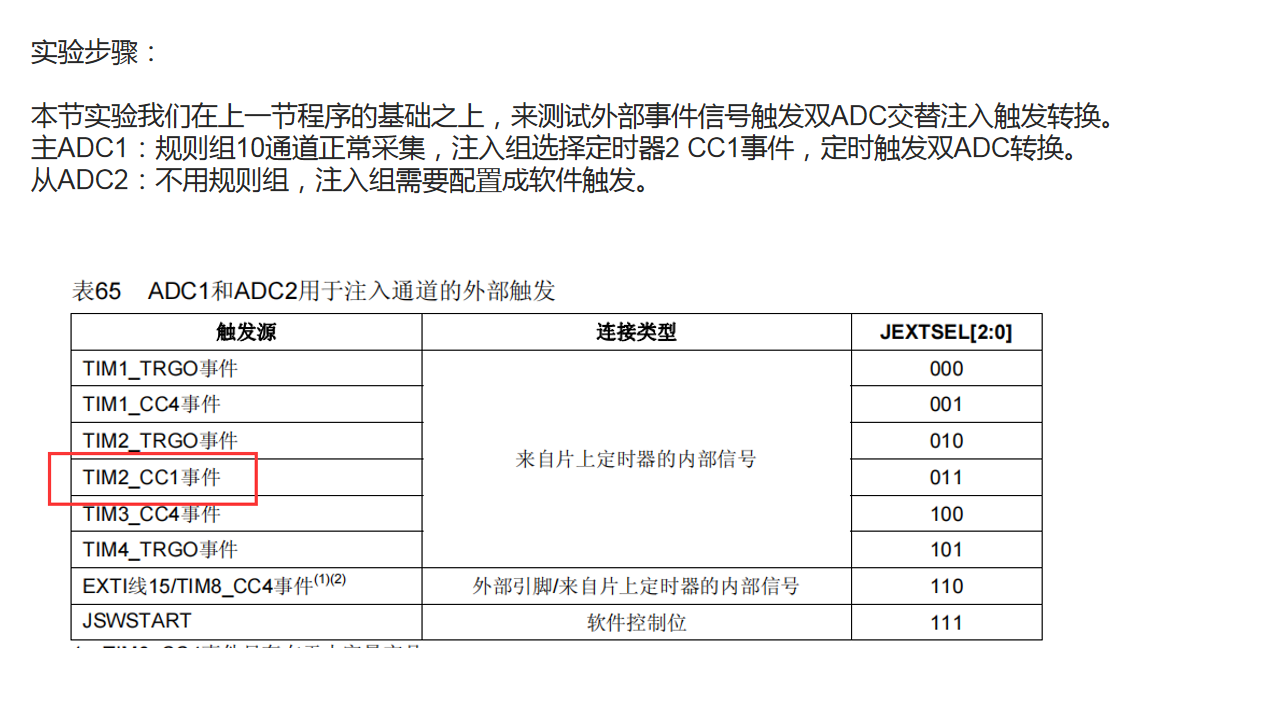 实验步骤：
本节实验我们在上一节程序的基础之上，来测试外部事件信号触发双ADC交替注入触发转换。
主ADC1：规则组10通道正常采集，注入组选择定时器2 CC1事件，定时触发双ADC转换。
从ADC2：不用规则组，注入组需要配置成软件触发。
表65 ADC1和ADC2用于注入通道的外部触发
触发源 连接类型 JEXTSEL[2:0]
TIM1_TRGO事件 000
TIM1_CC4事件 001
TIM2_TRGO事件 010
来自片上定时器的内部信号
TIM2_CC1事件 011
TIM3_CC4事件 100
TIM4_TRGO事件 101
EXTI线15/TIM8_CC4事件(1)(2) 外部引脚/来自片上定时器的内部信号 110
JSWSTART 软件控制位 111